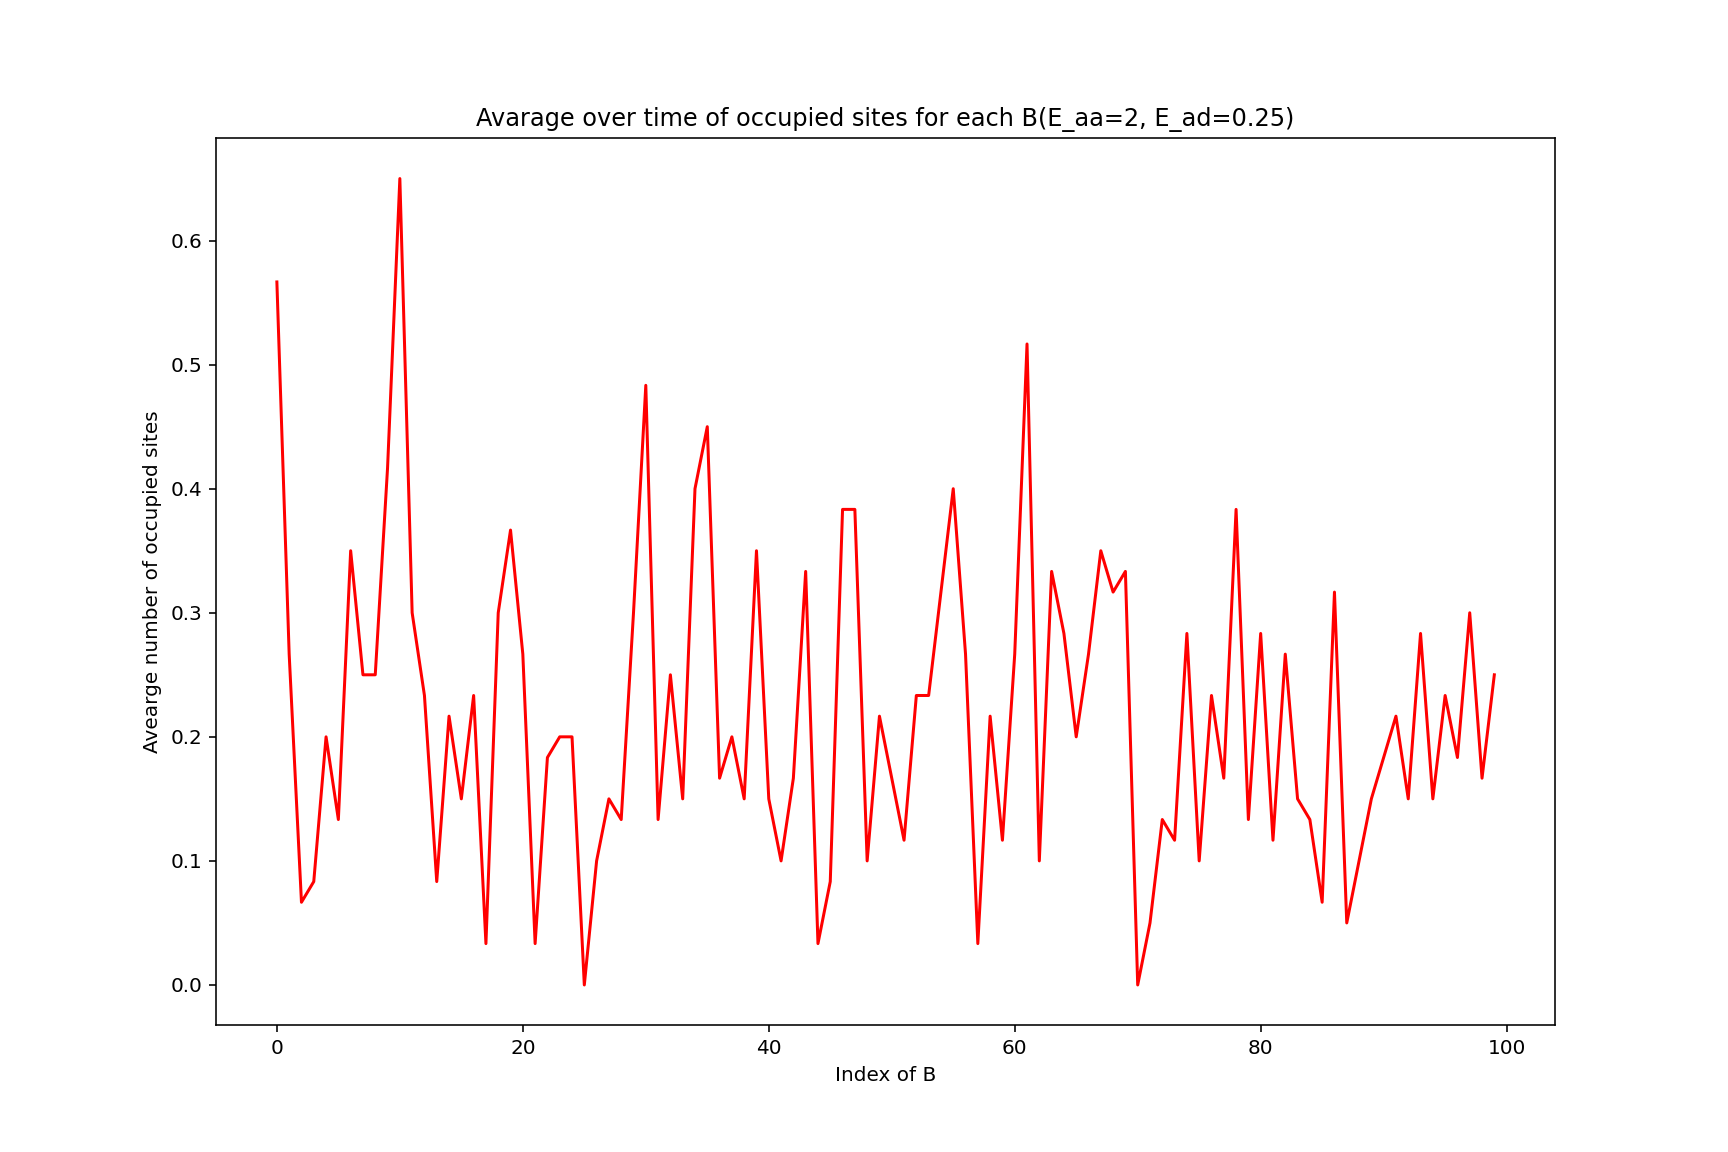 Avarage over time of occupied sites for each B(E_aa=2, E_ad=0.25)
Avearge number of occupied sites
0.6
0.5
0.4
0.3
0.2
0.1
0.0
0 20 40 60 80 100
Index of B